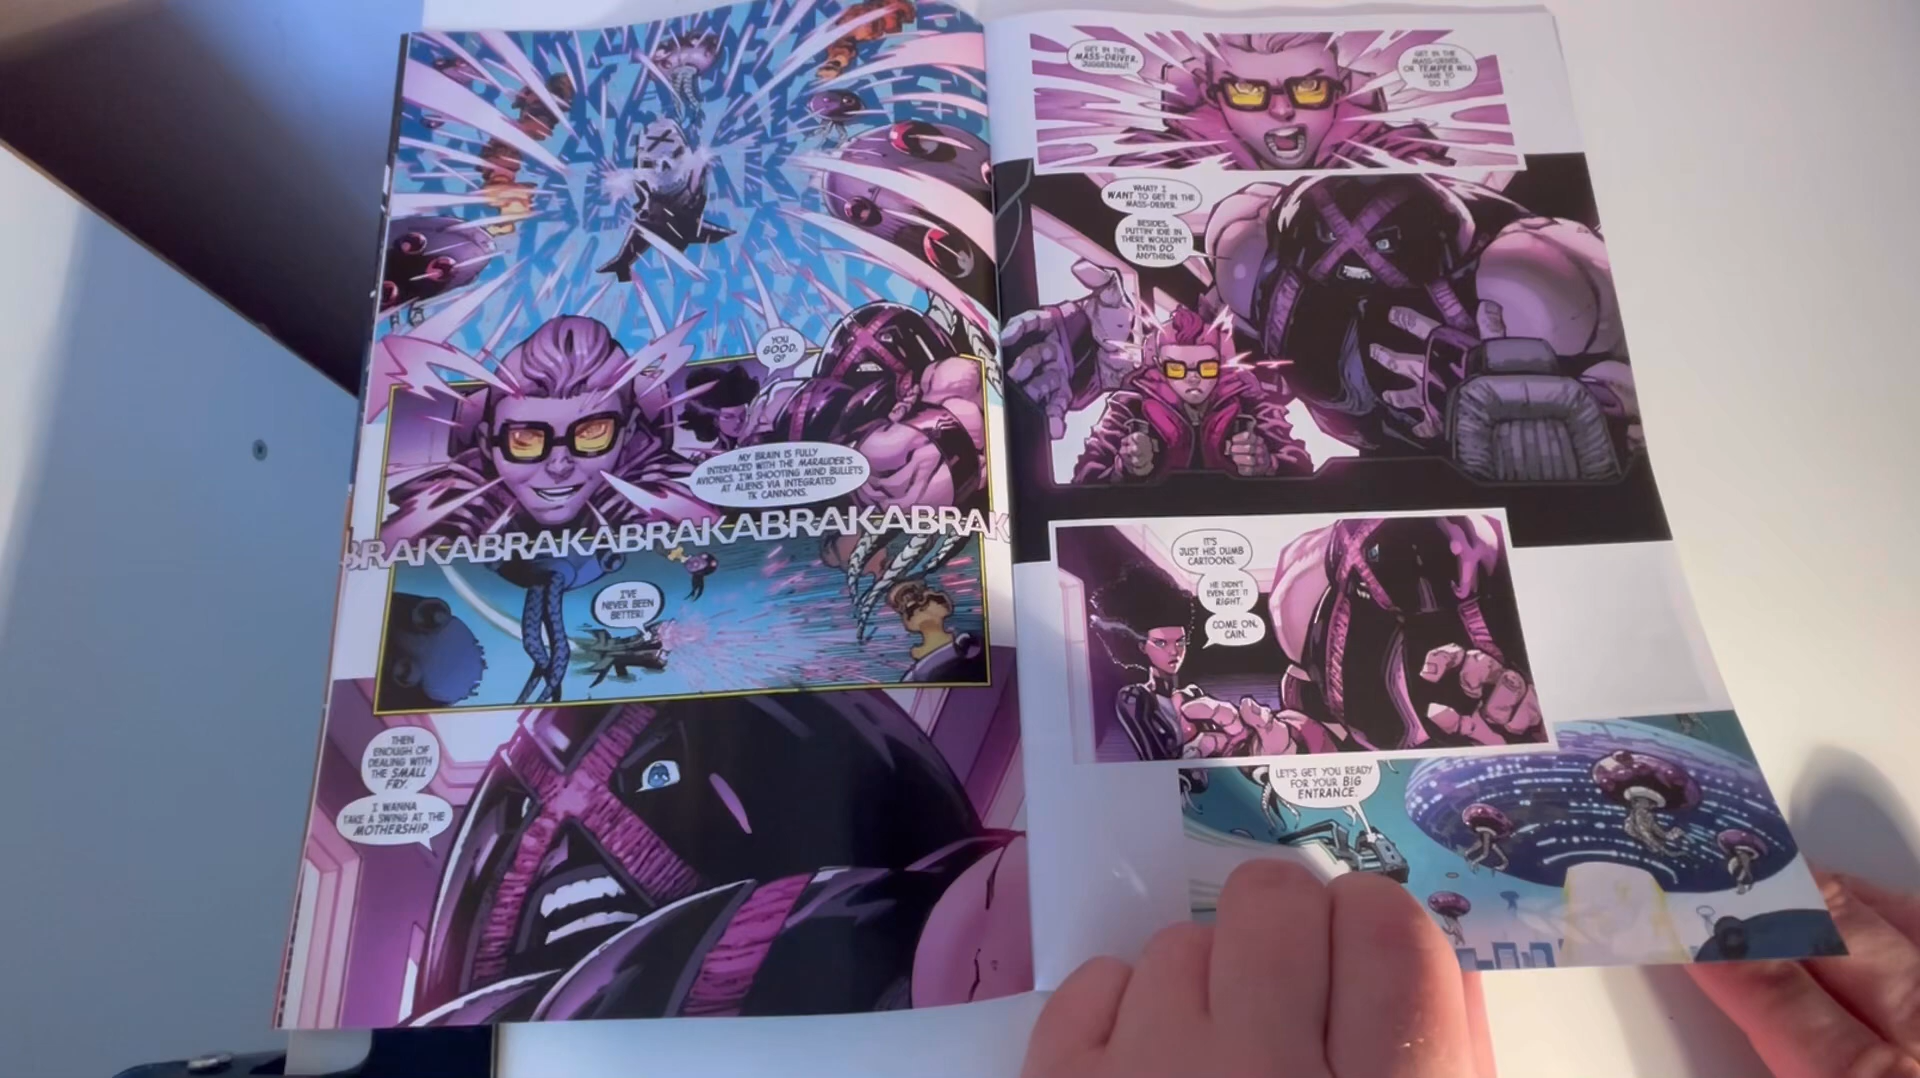 YOU
GOOD,
Q?
MY BRAIN IS FULLY
INTERFACED WITH THE MARAUDER'S
AVIONICS. I'M SHOOTING MIND BULLETS
AT ALIENS VIA INTEGRATED
TK CANNONS.
BRAKABRAKABRAKABRAKABRAK
I'VE
NEVER BEEN
BETTER!
THEN
ENOUGH OF
DEALING WITH
THE SMALL
FRY.
I WANNA
TAKE A SWING AT THE
MOTHERSHIP.
GET IN THE
MASS-DRIVER,
JUGGERNAUT.
GET IN THE
MASS-DRIVER,
OR TEMPER WILL
HAVE TO
DO IT.
WHAT? I
WANT TO GET IN THE
MASS-DRIVER.
BESIDES,
PUTTIN' IDIE IN
THERE WOULDN'T
EVEN DO
ANYTHING.
IT'S
JUST HIS DUMB
CARTOONS.
HE DIDN'T
EVEN GET IT
RIGHT.
COME ON,
CAIN.
LET'S GET YOU READY
FOR YOUR BIG
ENTRANCE.